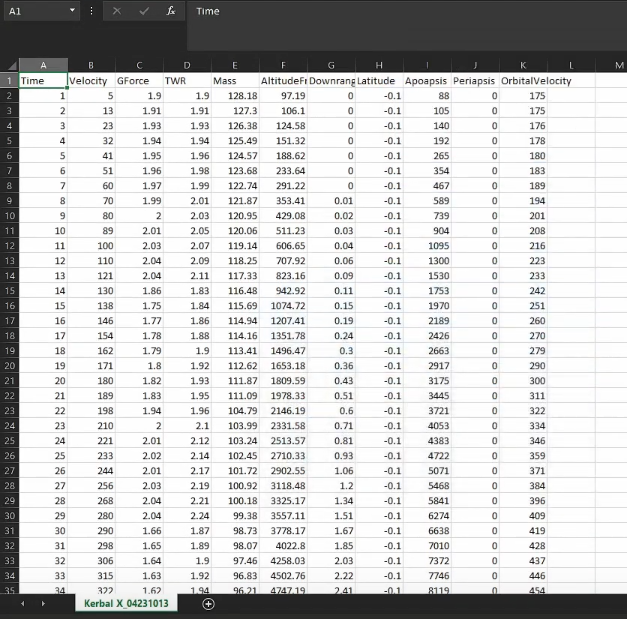 A1 fx Time
A B C D E F G H I J K L M
1 Time Velocity GForce TWR Mass AltitudeFr Downrang Latitude Apoapsis Periapsis OrbitalVelocity
2 1 5 1.9 1.9 128.18 97.19 0 -0.1 88 0 175
3 2 13 1.91 1.91 127.3 106.1 0 -0.1 105 0 175
4 3 23 1.93 1.93 126.38 124.58 0 -0.1 140 0 176
5 4 32 1.94 1.94 125.49 151.32 0 -0.1 192 0 178
6 5 41 1.95 1.96 124.57 188.62 0 -0.1 265 0 180
7 6 51 1.96 1.98 123.68 233.64 0 -0.1 354 0 183
8 7 60 1.97 1.99 122.74 291.22 0 -0.1 467 0 189
9 8 70 1.99 2.01 121.87 353.41 0.01 -0.1 589 0 194
10 9 80 2 2.03 120.95 429.08 0.02 -0.1 739 0 201
11 10 89 2.01 2.05 120.06 511.23 0.03 -0.1 904 0 208
12 11 100 2.03 2.07 119.14 606.65 0.04 -0.1 1095 0 216
13 12 110 2.04 2.09 118.25 707.92 0.06 -0.1 1300 0 223
14 13 121 2.04 2.11 117.33 823.16 0.09 -0.1 1530 0 233
15 14 130 1.86 1.83 116.48 942.92 0.11 -0.1 1753 0 242
16 15 138 1.75 1.84 115.69 1074.72 0.15 -0.1 1970 0 251
17 16 146 1.77 1.86 114.94 1207.41 0.19 -0.1 2189 0 260
18 17 154 1.78 1.88 114.16 1351.78 0.24 -0.1 2426 0 270
19 18 162 1.79 1.9 113.41 1496.47 0.3 -0.1 2663 0 279
20 19 171 1.8 1.92 112.62 1653.18 0.36 -0.1 2917 0 290
21 20 180 1.82 1.93 111.87 1809.59 0.43 -0.1 3175 0 300
22 21 189 1.83 1.95 111.09 1978.33 0.51 -0.1 3445 0 311
23 22 198 1.94 1.96 104.79 2146.19 0.6 -0.1 3721 0 322
24 23 210 2 2.1 103.99 2331.58 0.71 -0.1 4053 0 334
25 24 221 2.01 2.12 103.24 2513.57 0.81 -0.1 4383 0 346
26 25 233 2.02 2.14 102.45 2710.33 0.93 -0.1 4722 0 359
27 26 244 2.01 2.17 101.72 2902.55 1.06 -0.1 5071 0 371
28 27 256 2.03 2.19 100.92 3118.48 1.2 -0.1 5468 0 384
29 28 268 2.04 2.21 100.18 3325.17 1.34 -0.1 5841 0 396
30 29 280 2.04 2.24 99.38 3557.11 1.51 -0.1 6274 0 409
31 30 290 1.66 1.87 98.73 3778.17 1.67 -0.1 6638 0 419
32 31 298 1.65 1.89 98.07 4022.8 1.85 -0.1 7010 0 428
33 32 306 1.64 1.9 97.46 4258.03 2.03 -0.1 7372 0 437
34 33 315 1.63 1.92 96.83 4502.76 2.22 -0.1 7746 0 446
35 34 322 1.62 1.94 96.21 4747.19 2.41 -0.1 8119 0 454
Kerbal X_04231013